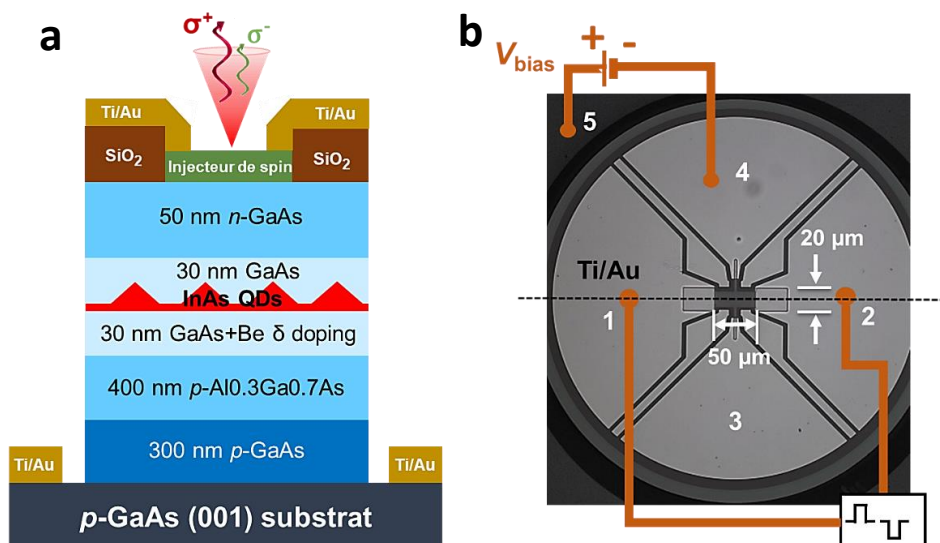 a
σ+
σ-
Ti/Au
Ti/Au
SiO2
Injecteur de spin
SiO2
50 nm n-GaAs
30 nm GaAs
InAs QDs
30 nm GaAs+Be δ doping
400 nm p-Al0.3Ga0.7As
300 nm p-GaAs
Ti/Au
Ti/Au
p-GaAs (001) substrat
b
+
-
Vbias
5
4
20 µm
Ti/Au
1
2
50 µm
3